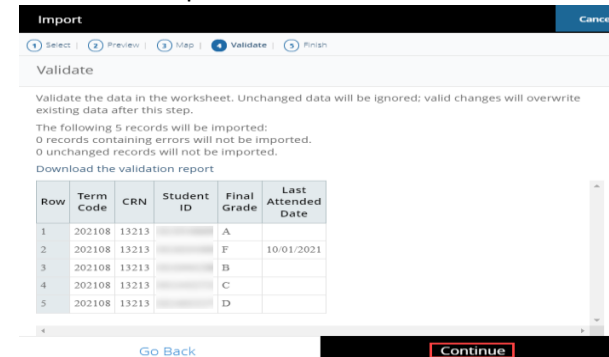 Import Cance
1 Select | 2 Preview | 3 Map | 4 Validate | 5 Finish
Validate
Validate the data in the worksheet. Unchanged data will be ignored; valid changes will overwrite
existing data after this step.
The following 5 records will be imported:
0 records containing errors will not be imported.
0 unchanged records will not be imported.
Download the validation report
Row Term Code CRN Student ID Final Grade Last Attended Date
1 202108 13213 A
2 202108 13213 F 10/01/2021
3 202108 13213 B
4 202108 13213 C
5 202108 13213 D
Go Back Continue